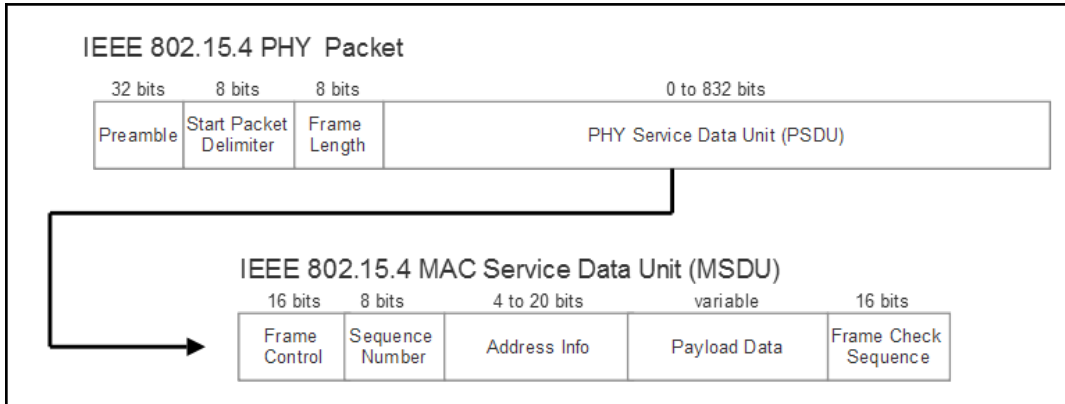 IEEE 802.15.4 PHY Packet
32 bits 8 bits 8 bits 0 to 832 bits
Preamble
Start Packet
Delimiter
Frame
Length
PHY Service Data Unit (PSDU)
IEEE 802.15.4 MAC Service Data Unit (MSDU)
16 bits 8 bits 4 to 20 bits variable 16 bits
Frame
Control
Sequence
Number
Address Info
Payload Data
Frame Check
Sequence